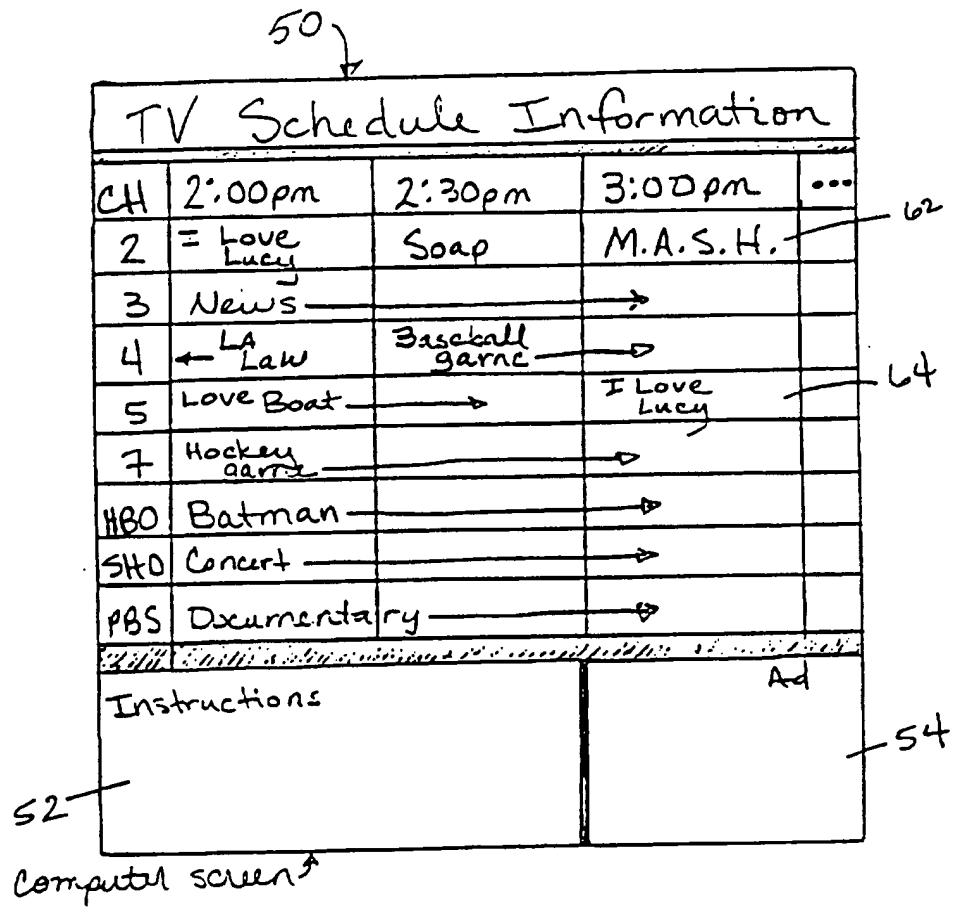 50
TV Schedule Information
CH 2:00pm 2:30pm 3:00pm ...
62
2 I Love Lucy Soap M.A.S.H.
3 News
4 LA Law Baseball game
64
5 Love Boat I Love Lucy
7 Hockey game
HBO Batman
SHO Concert
PBS Documentary
Instructions Ad
54
52
Computer screen